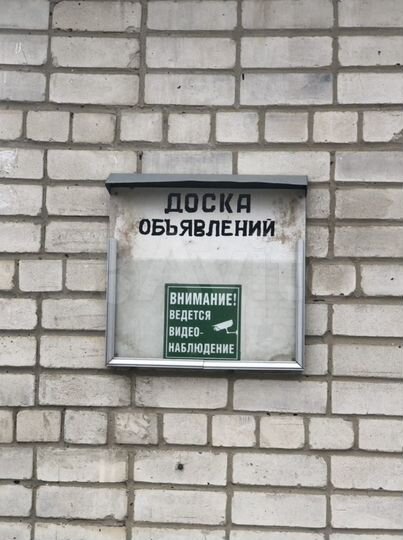 ДОСКА
ОБЪЯВЛЕНИЙ
ВНИМАНИЕ!
ВЕДЕТСЯ
ВИДЕО-
НАБЛЮДЕНИЕ